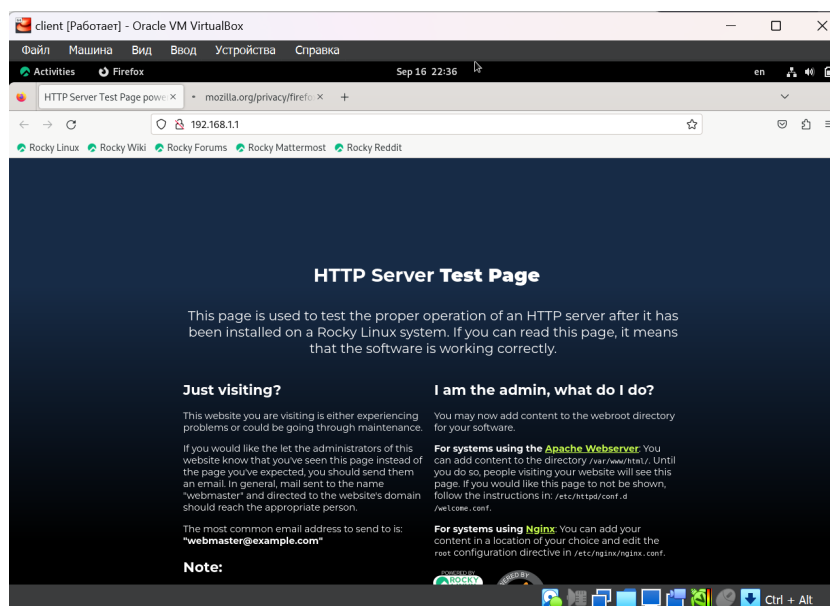 client [Работает] - Oracle VM VirtualBox
Файл Машина Вид Ввод Устройства Справка
Activities Firefox Sep 16 22:36 en
HTTP Server Test Page powe mozilla.org/privacy/firefo
192.168.1.1
Rocky Linux Rocky Wiki Rocky Forums Rocky Mattermost Rocky Reddit
HTTP Server Test Page
This page is used to test the proper operation of an HTTP server after it has
been installed on a Rocky Linux system. If you can read this page, it means
that the software is working correctly.
Just visiting?
This website you are visiting is either experiencing
problems or could be going through maintenance.
If you would like the let the administrators of this
website know that you've seen this page instead of
the page you've expected, you should send them
an email. In general, mail sent to the name
"webmaster" and directed to the website's domain
should reach the appropriate person.
The most common email address to send to is:
"webmaster@example.com"
Note:
I am the admin, what do I do?
You may now add content to the webroot directory
for your software.
For systems using the Apache Webserver: You
can add content to the directory /var/www/html/. Until
you do so, people visiting your website will see this
page. If you would like this page to not be shown,
follow the instructions in: /etc/httpd/conf.d
/welcome.conf.
For systems using Nginx: You can add your
content in a location of your choice and edit the
root configuration directive in /etc/nginx/nginx.conf.
POWERED BY
ROCKY
Ctrl + Alt